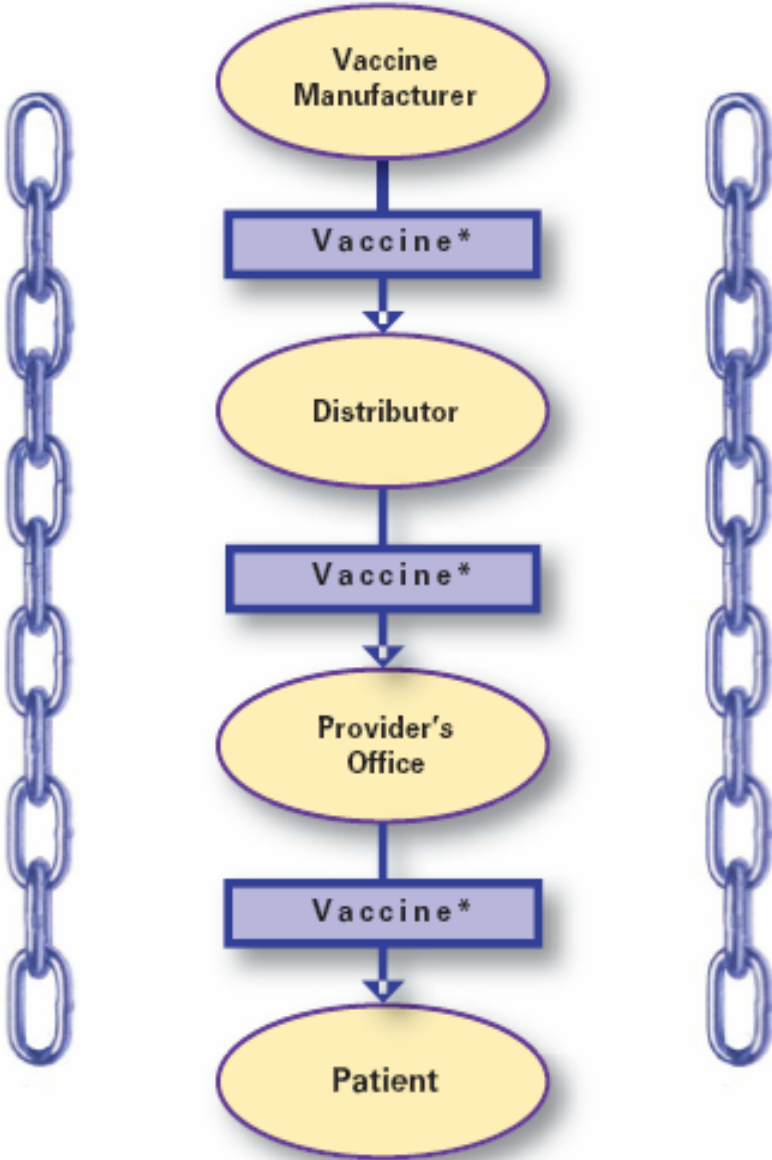 Vaccine
Manufacturer
Vaccine*
Distributor
Vaccine*
Provider's
Office
Vaccine*
Patient